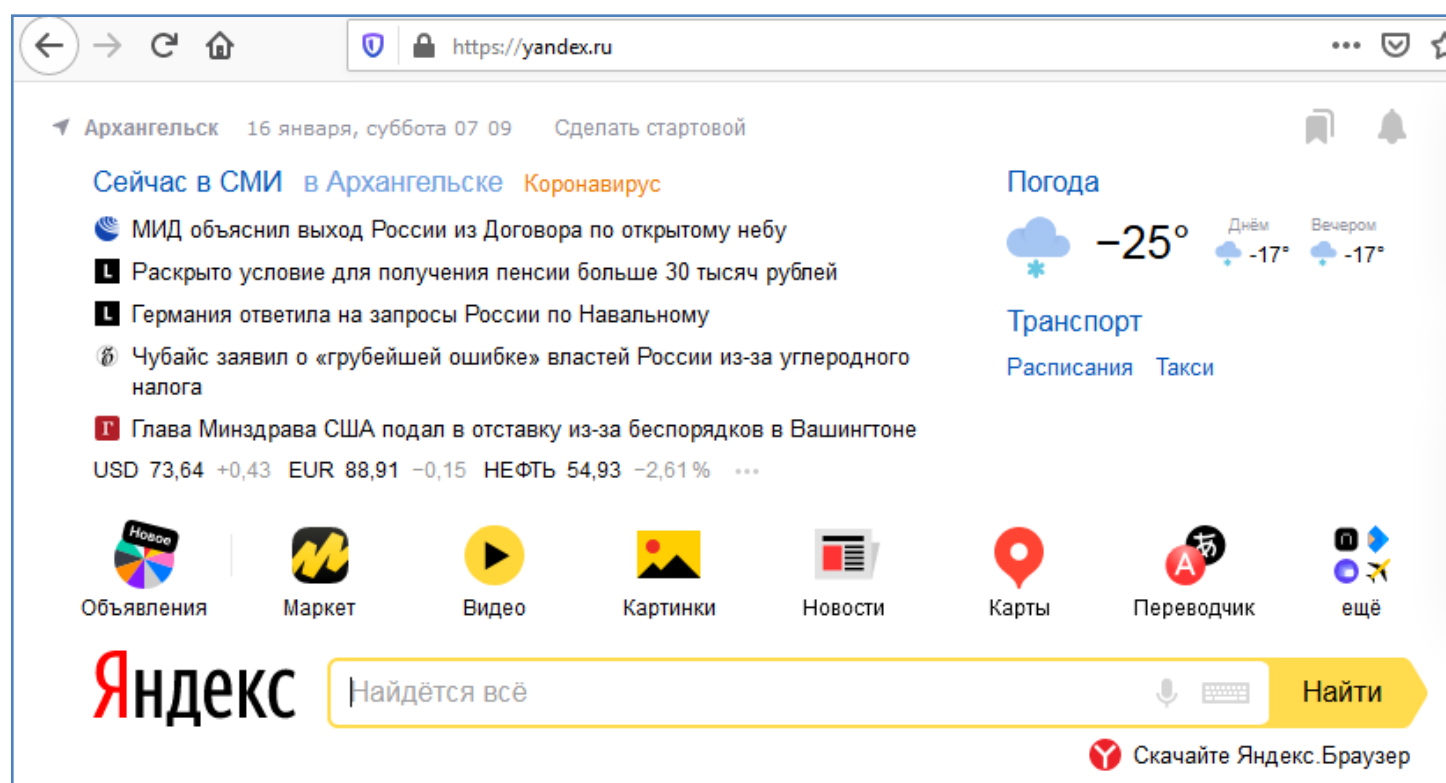 https://yandex.ru
Архангельск 16 января, суббота 07 09 Сделать стартовой
Сейчас в СМИ в Архангельске Коронавирус
МИД объяснил выход России из Договора по открытому небу
L Раскрыто условие для получения пенсии больше 30 тысяч рублей
L Германия ответила на запросы России по Навальному
Чубайс заявил о «грубейшей ошибке» властей России из-за углеродного
налога
Г Глава Минздрава США подал в отставку из-за беспорядков в Вашингтоне
USD 73,64 +0,43 EUR 88,91 −0,15 НЕФТЬ 54,93 −2,61%
Погода
−25° Днём -17° Вечером -17°
Транспорт
Расписания Такси
Новое
Объявления Маркет Видео Картинки Новости Карты Переводчик ещё
Яндекс Найдётся всё Найти
Скачайте Яндекс.Браузер